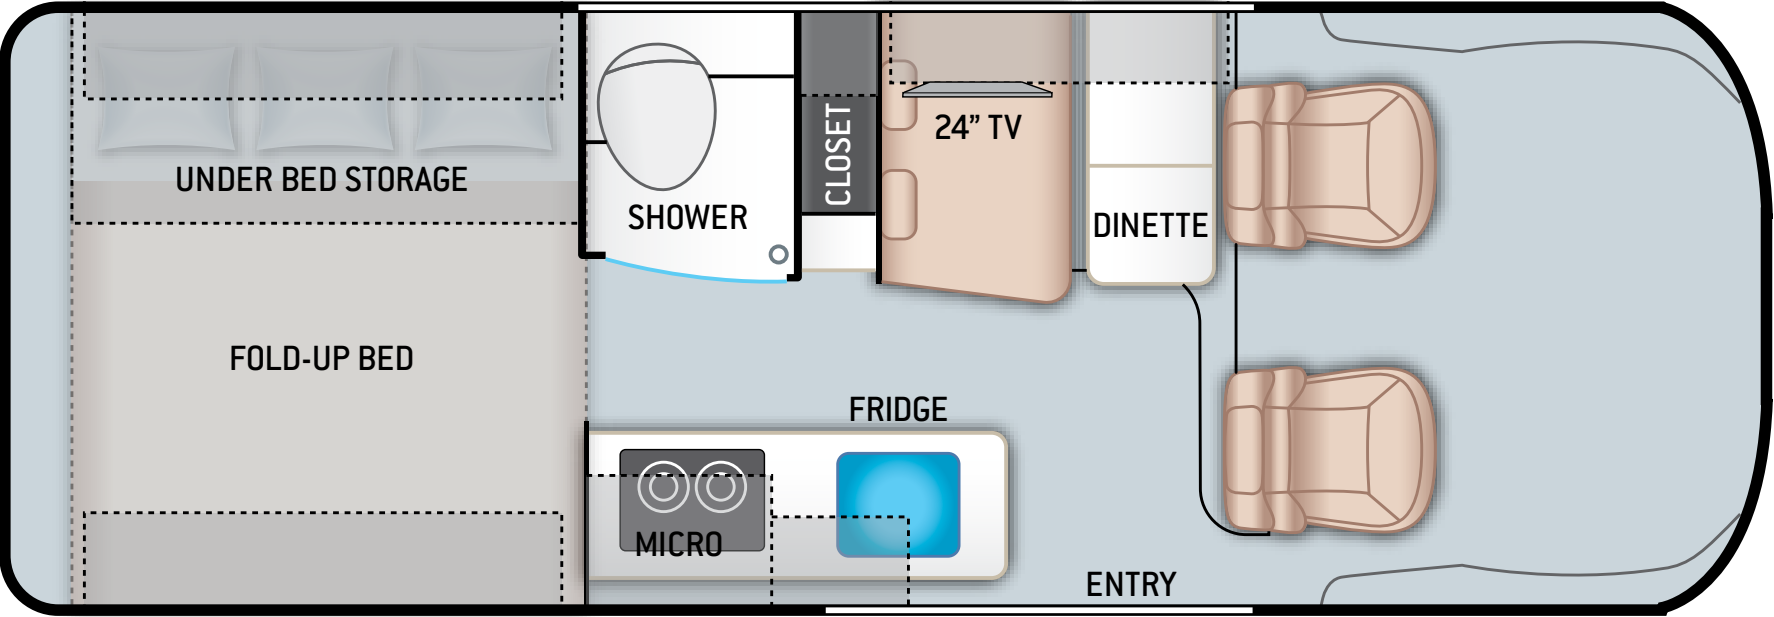 UNDER BED STORAGE
SHOWER
CLOSET
24” TV
DINETTE
FOLD-UP BED
FRIDGE
MICRO
ENTRY